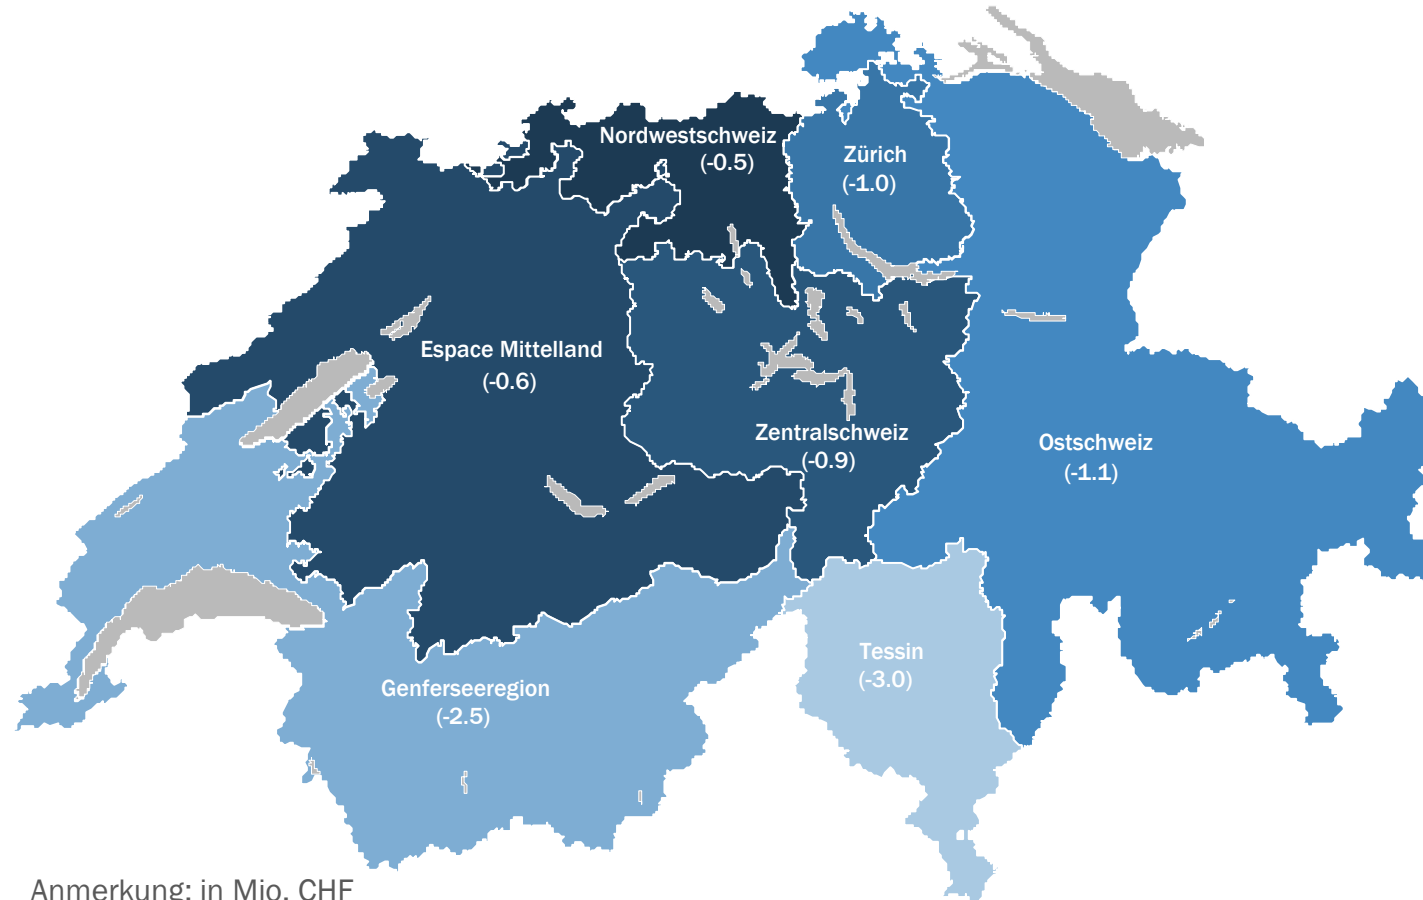 Nordwestschweiz
(-0.5)
Zürich
(-1.0)
Espace Mittelland
(-0.6)
Zentralschweiz
(-0.9)
Ostschweiz
(-1.1)
Tessin
(-3.0)
Genferseeregion
(-2.5)
Anmerkung: in Mio. CHF